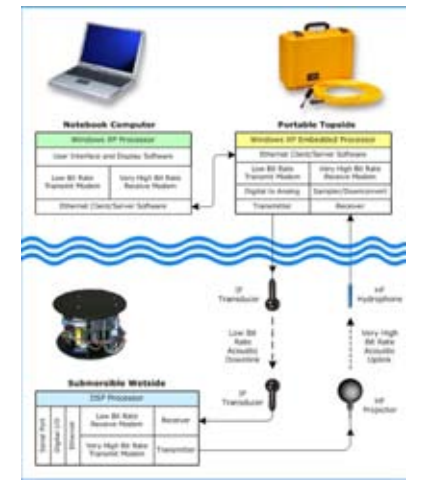 Notebook Computer
Windows XP Processor
User Interface and Display Software
Low Bit Rate
Transmit Modem
Very High Bit Rate
Receive Modem
Ethernet Client/Server Software
Portable Topside
Windows XP Embedded Processor
Ethernet Client/Server Software
Low Bit Rate
Transmit Modem
Very High Bit Rate
Receive Modem
Digital to Analog
Sampler/Downconvert
Transmitter
Receiver
Transducer
HF
Hydrophone
Low Bit
Rate
Acoustic
Downlink
Very-High
Bit Rate
Acoustic
Uplink
Transducer
HF
Projector
Submersible Wetside
DSP Processor
Serial Port
Digital I/O
Ethernet
Low Bit Rate
Receive Modem
Receiver
Very High Bit Rate
Transmit Modem
Transmitter